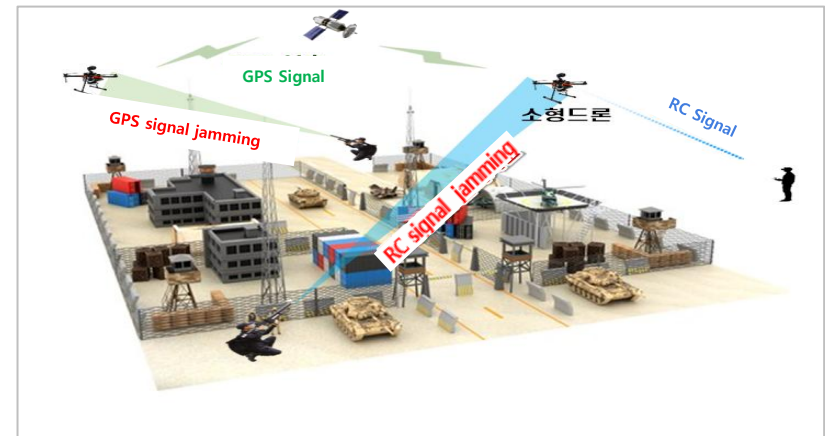 GPS Signal
GPS signal jamming
소형드론
RC Signal
RC signal jamming